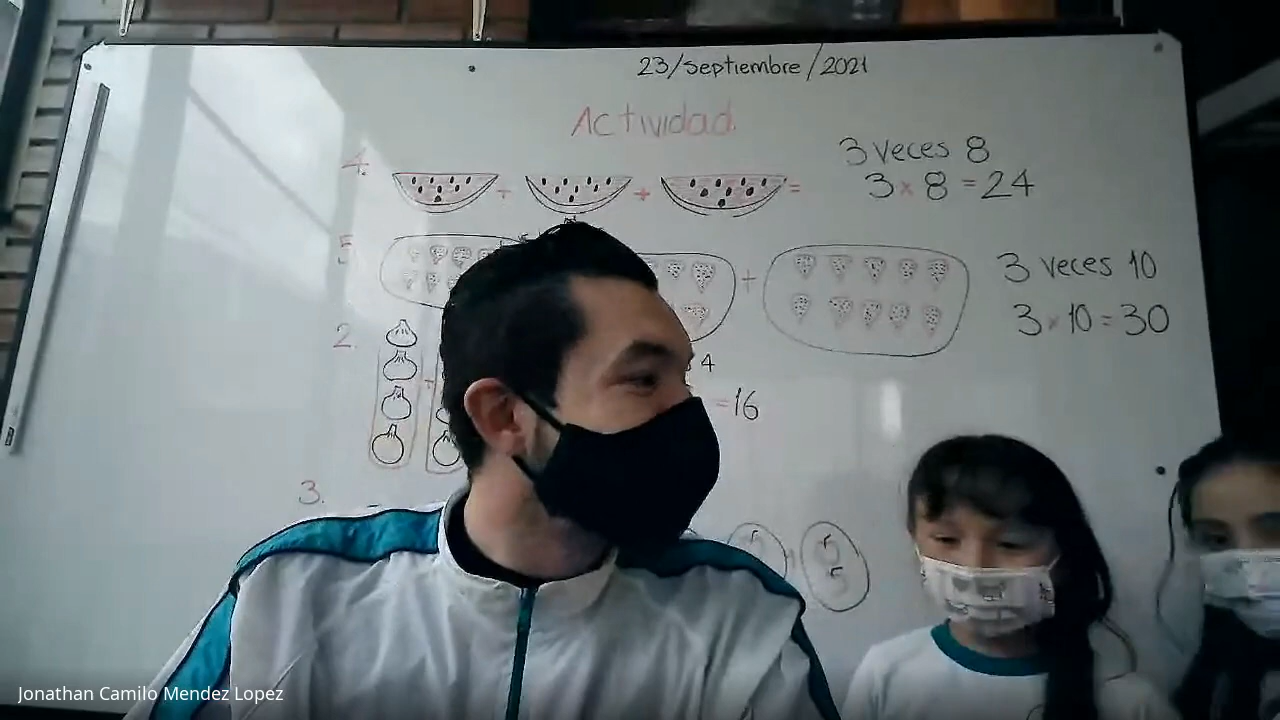 23/Septiembre/2021
Actividad
4.
+ + =
3 veces 8
3 x 8 = 24
5
+
3 veces 10
3 x 10 = 30
2.
4
= 16
3.
Jonathan Camilo Mendez Lopez